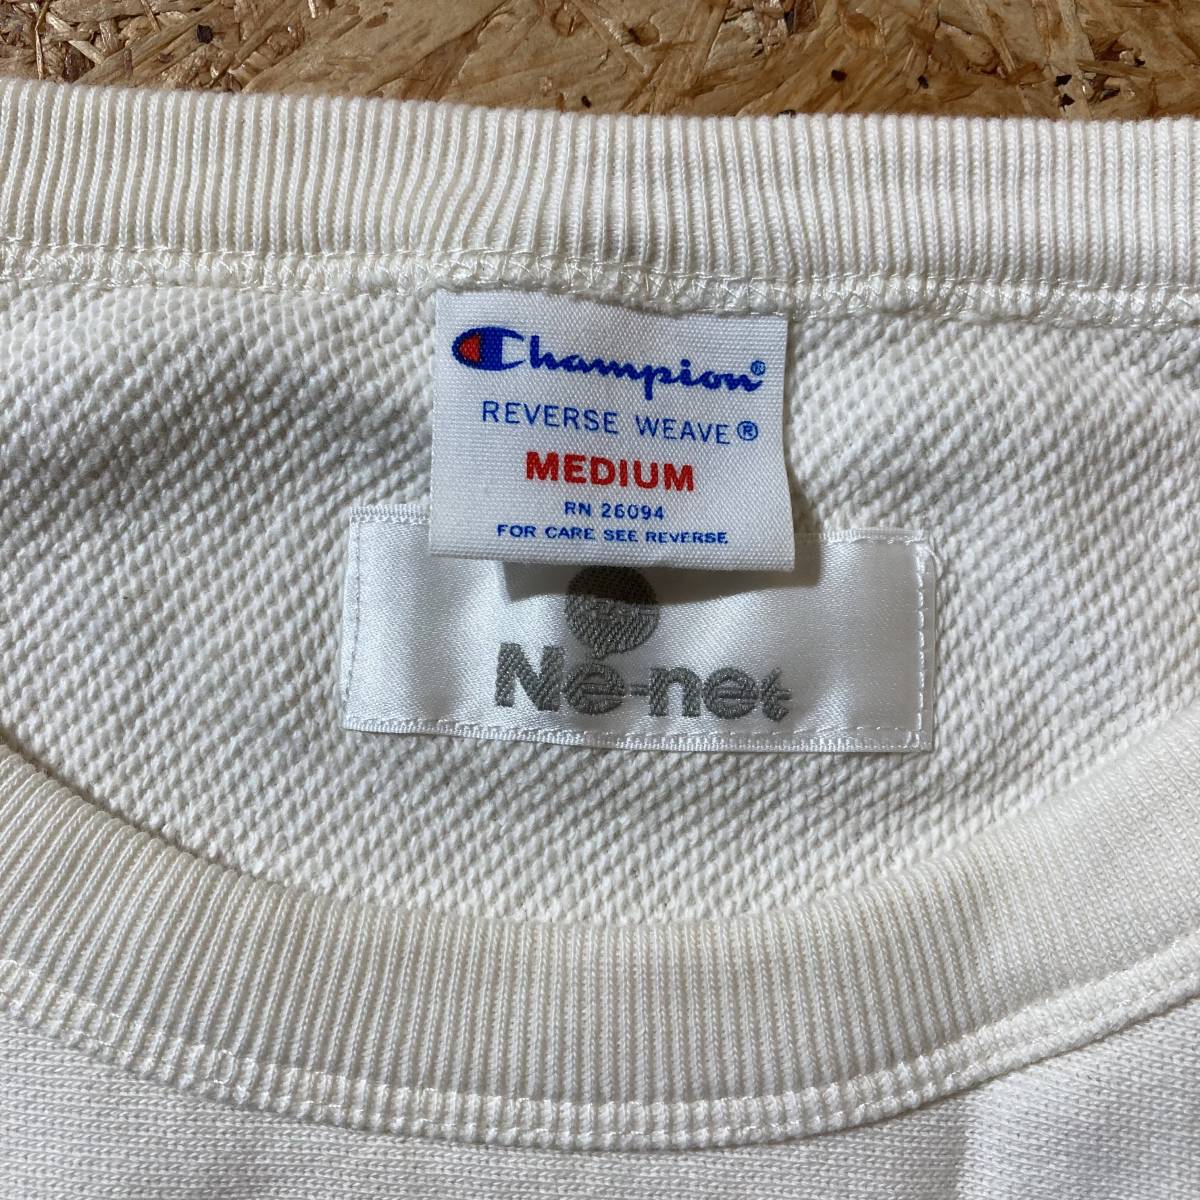 Champion®
REVERSE WEAVE®
MEDIUM
RN 26094
FOR CARE SEE REVERSE
Ne-net